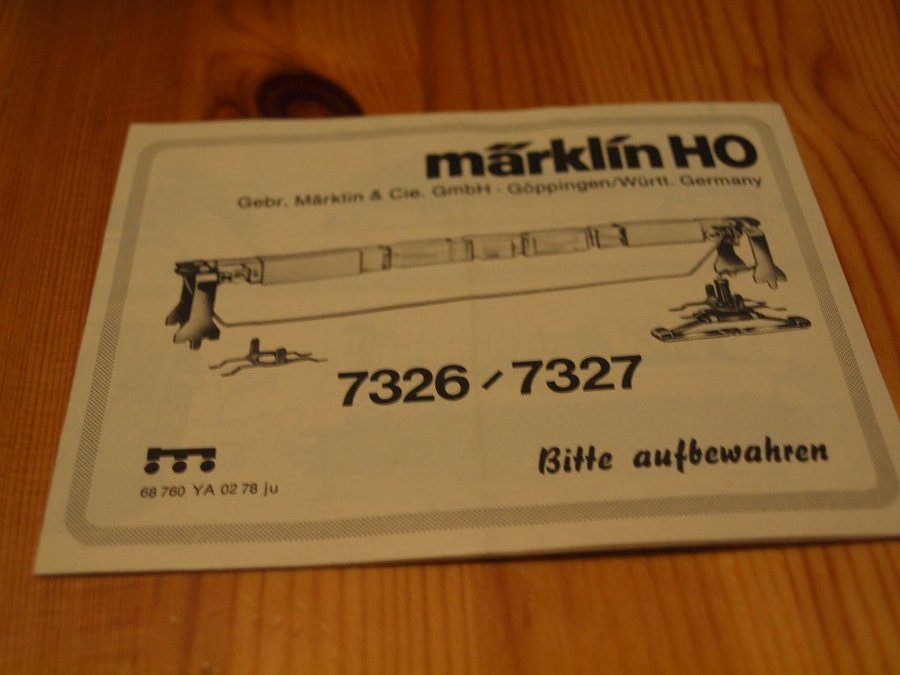 märklin HO
Gebr. Märklin & Cie. GmbH · Göppingen/Württ. Germany
7326 / 7327
Bitte aufbewahren
68 760 YA 02 78 ju